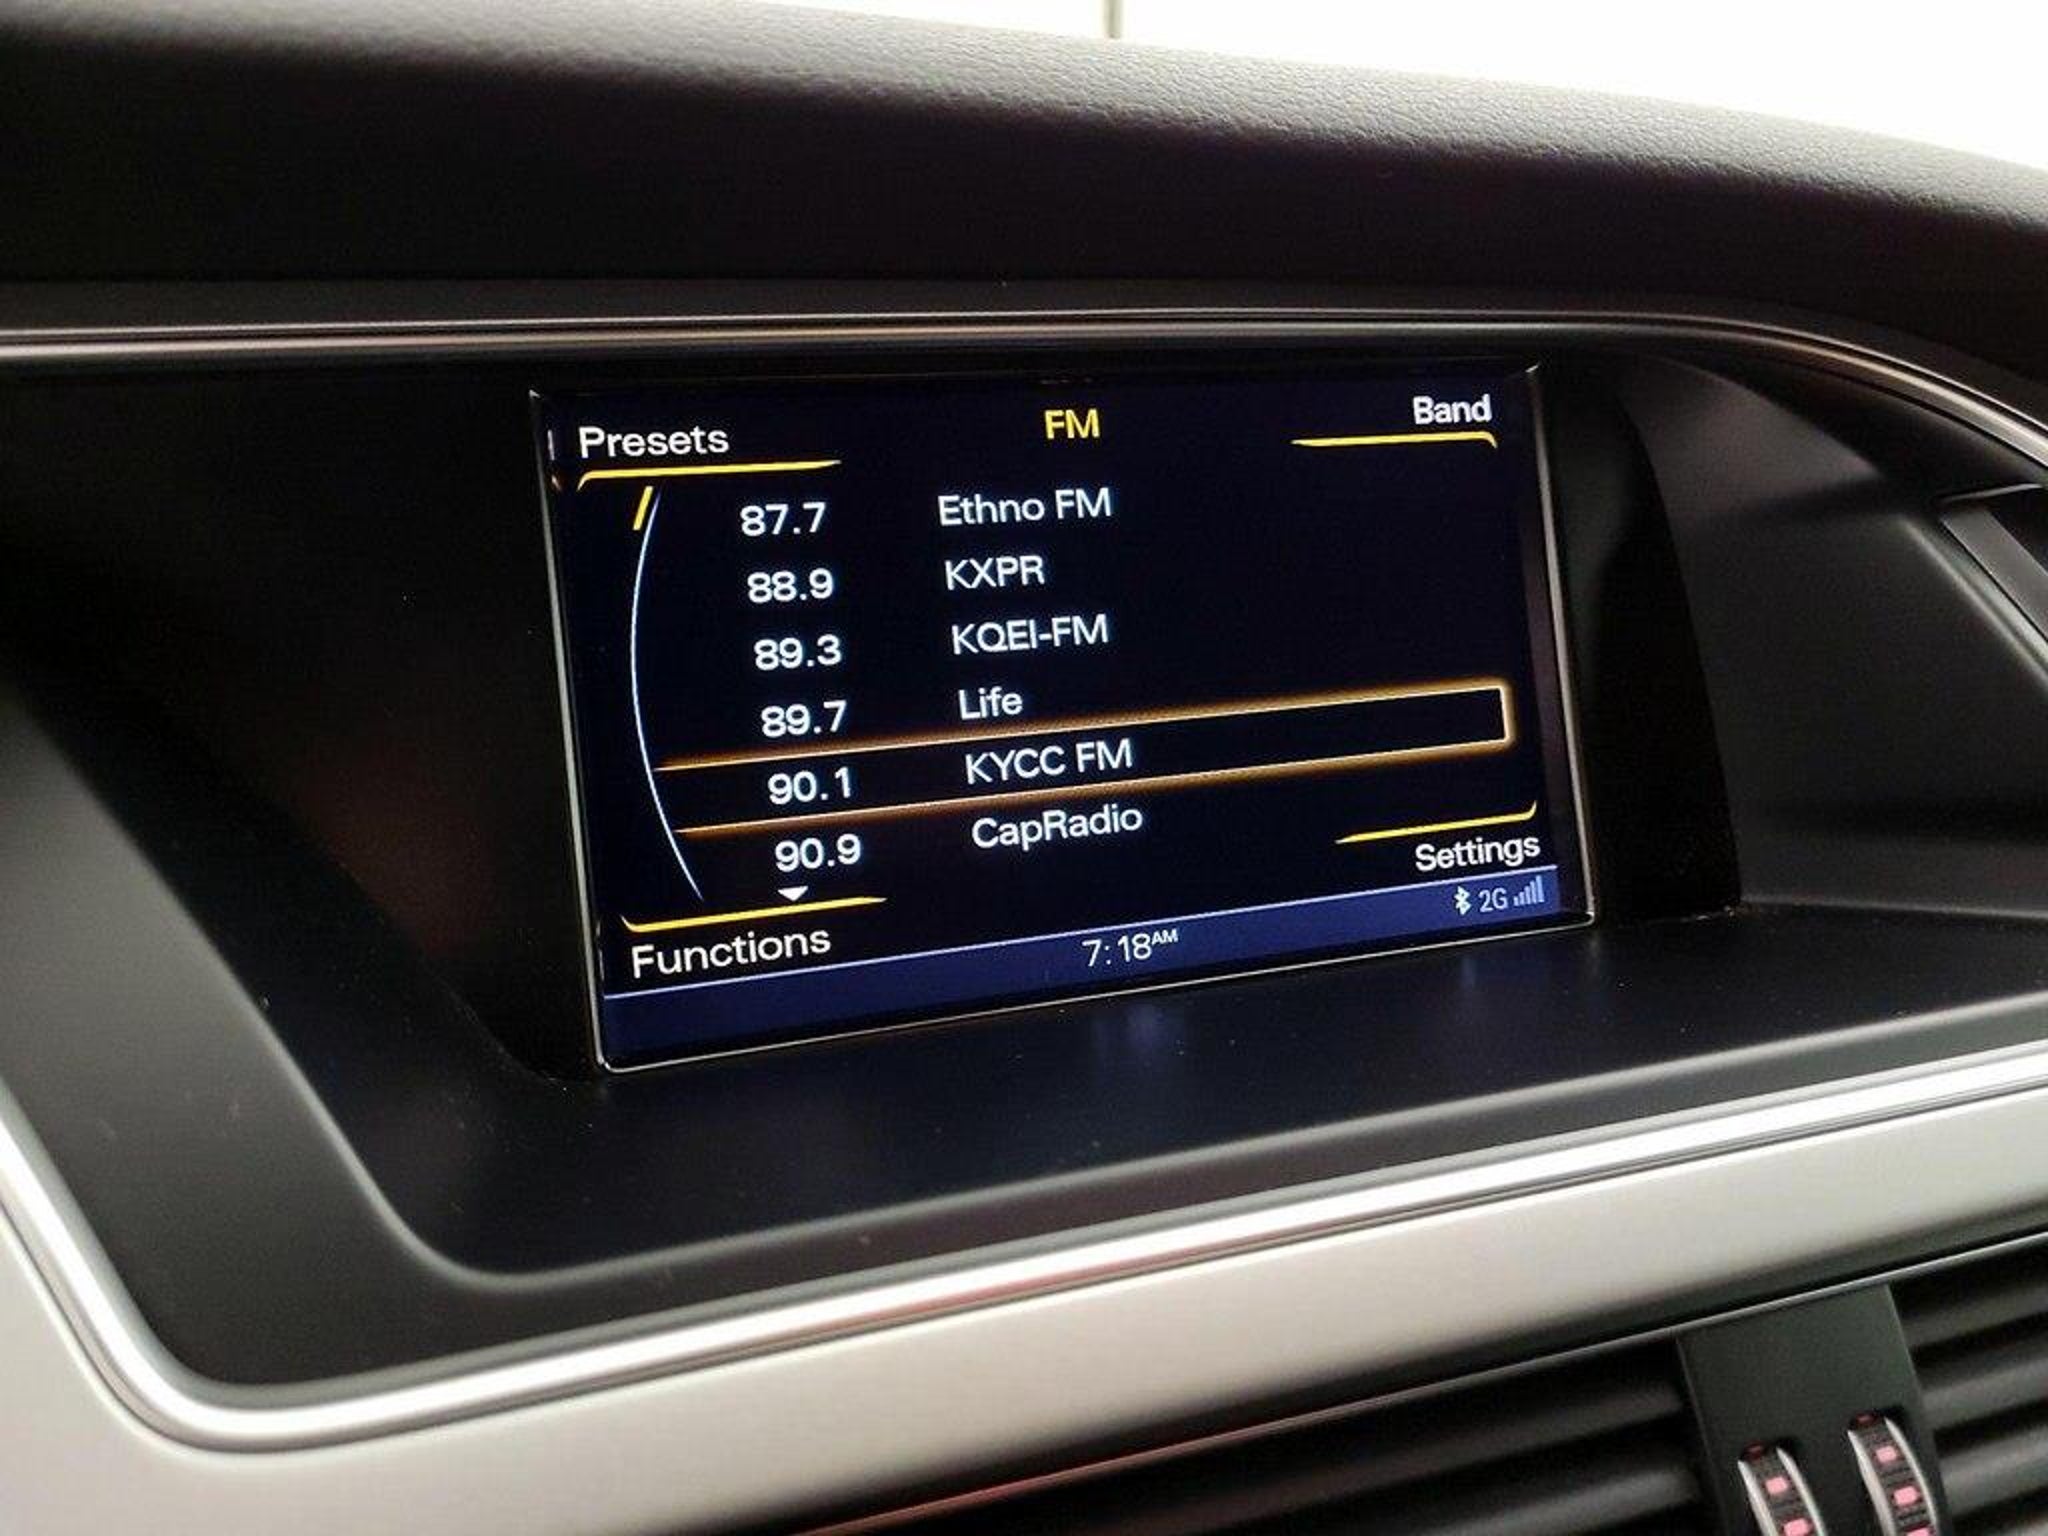 Presets FM Band
87.7 Ethno FM
88.9 KXPR
89.3 KQEI-FM
89.7 Life
90.1 KYCC FM
90.9 CapRadio
Settings
Functions
7:18AM
2G